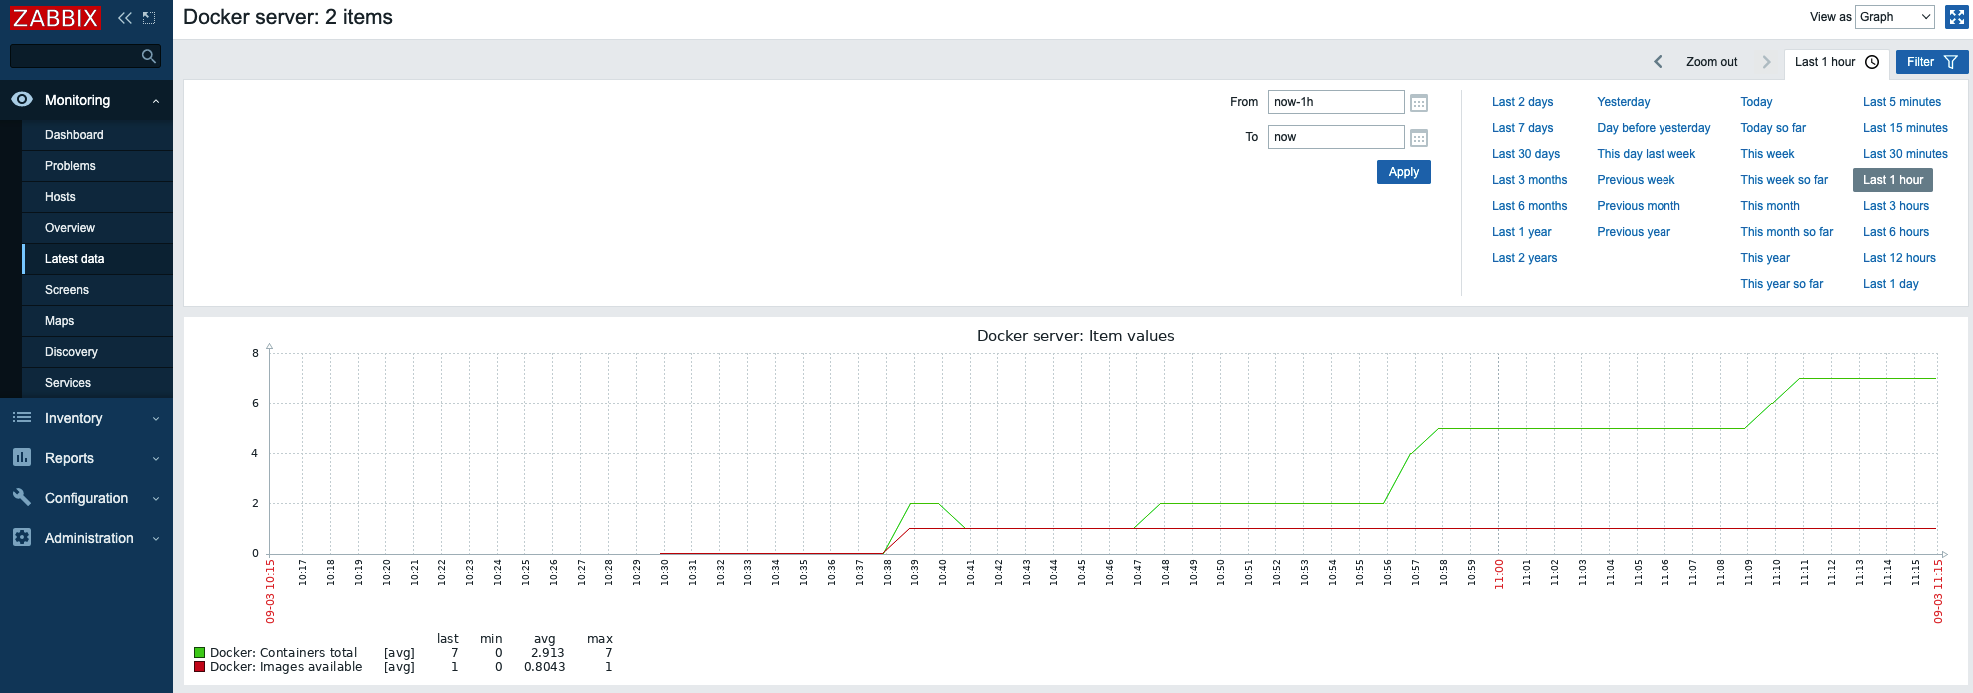 ZABBIX
Monitoring
Dashboard
Problems
Hosts
Overview
Latest data
Screens
Maps
Discovery
Services
Inventory
Reports
Configuration
Administration
Docker server: 2 items
View as Graph
Zoom out Last 1 hour Filter
From now-1h
To now
Apply
Last 2 days Yesterday Today Last 5 minutes
Last 7 days Day before yesterday Today so far Last 15 minutes
Last 30 days This day last week This week Last 30 minutes
Last 3 months Previous week This week so far Last 1 hour
Last 6 months Previous month This month Last 3 hours
Last 1 year Previous year This month so far Last 6 hours
Last 2 years This year Last 12 hours
This year so far Last 1 day
Docker server: Item values
8
6
4
2
0
09-03 10:15 10:17 10:18 10:19 10:20 10:21 10:22 10:23 10:24 10:25 10:26 10:27 10:28 10:29 10:30 10:31 10:32 10:33 10:34 10:35 10:36 10:37 10:38 10:39 10:40 10:41 10:42 10:43 10:44 10:45 10:46 10:47 10:48 10:49 10:50 10:51 10:52 10:53 10:54 10:55 10:56 10:57 10:58 10:59 11:00 11:01 11:02 11:03 11:04 11:05 11:06 11:07 11:08 11:09 11:10 11:11 11:12 11:13 11:14 11:15 09-03 11:15
last min avg max
Docker: Containers total [avg] 7 0 2.913 7
Docker: Images available [avg] 1 0 0.8043 1